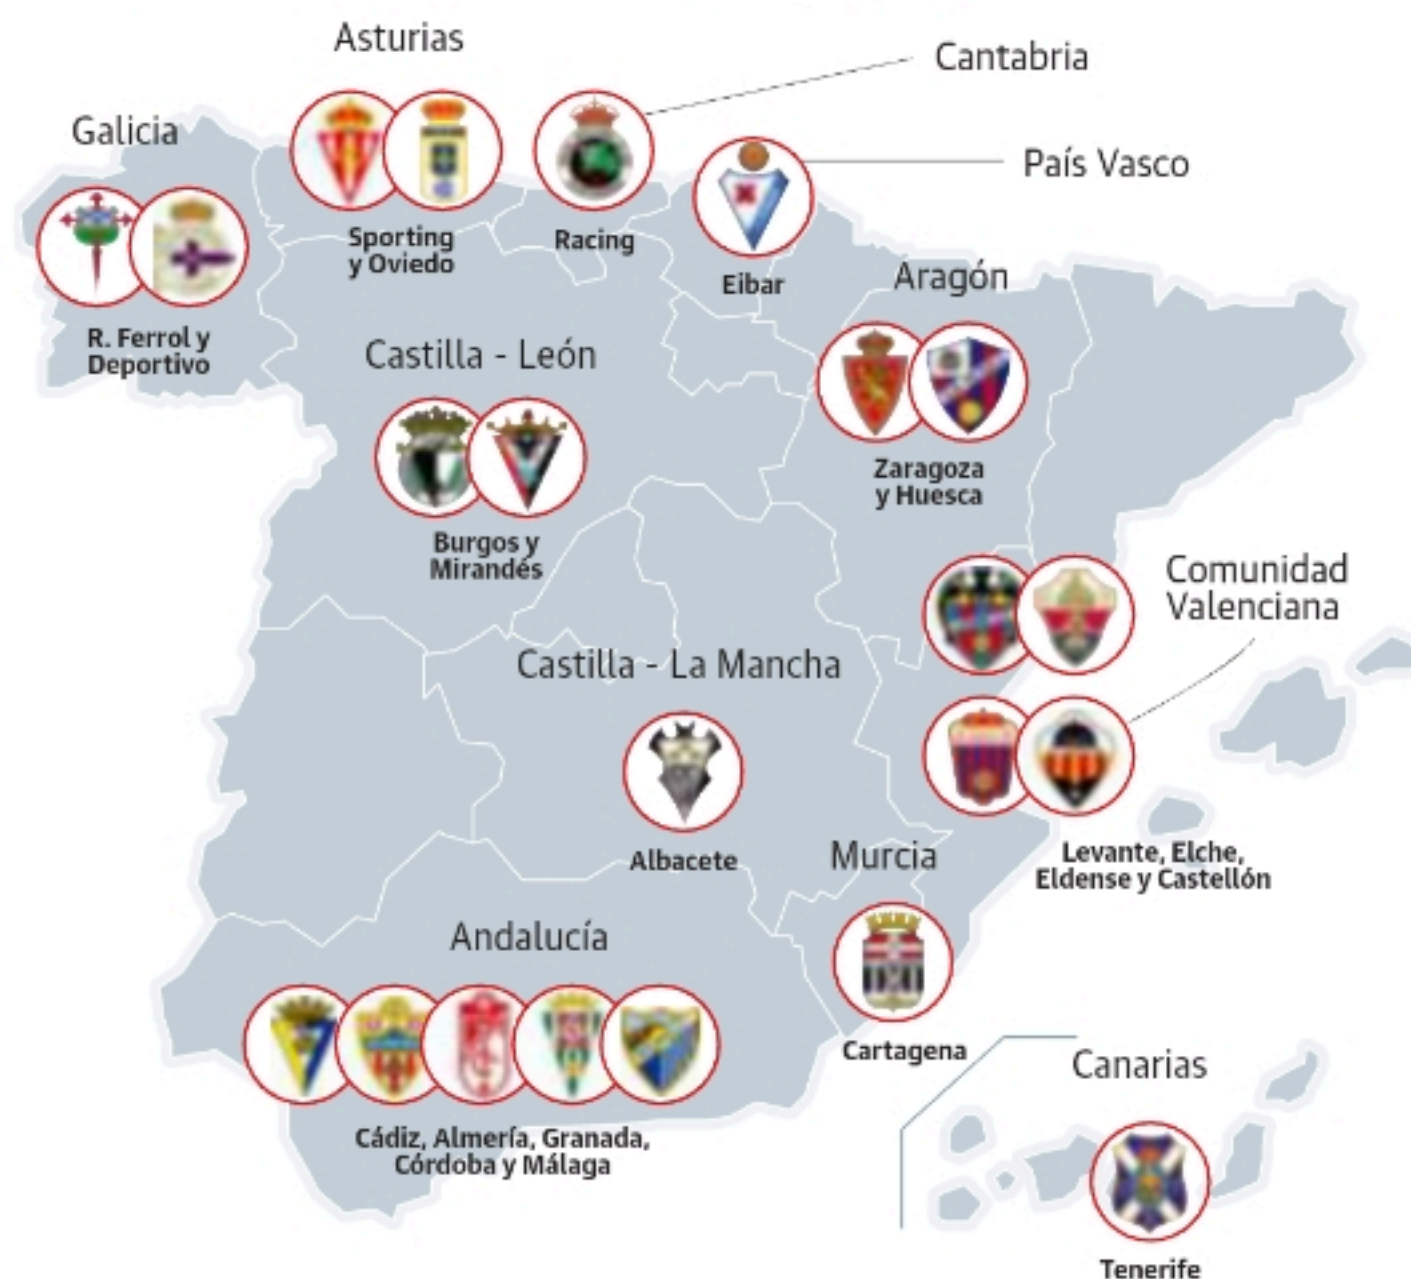 Asturias
Cantabria
Galicia
País Vasco
Sporting
y Oviedo
Racing
Eibar
Aragón
R. Ferrol y
Deportivo
Castilla - León
Zaragoza
y Huesca
Burgos y
Mirandés
Comunidad
Valenciana
Castilla - La Mancha
Albacete
Murcia
Levante, Elche,
Eldense y Castellón
Andalucía
Cartagena
Canarias
Cádiz, Almería, Granada,
Córdoba y Málaga
Tenerife